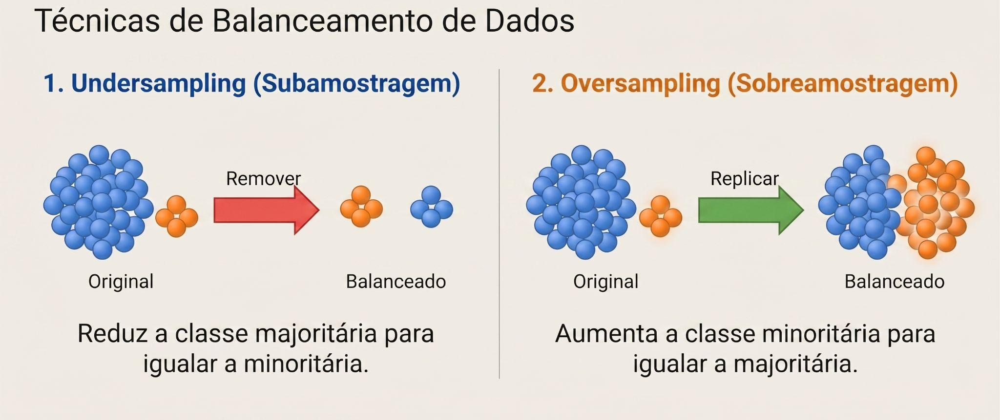 Técnicas de Balanceamento de Dados
1. Undersampling (Subamostragem)
Remover
Original
Balanceado
Reduz a classe majoritária para
igualar a minoritária.
2. Oversampling (Sobreamostragem)
Replicar
Original
Balanceado
Aumenta a classe minoritária para
igualar a majoritária.